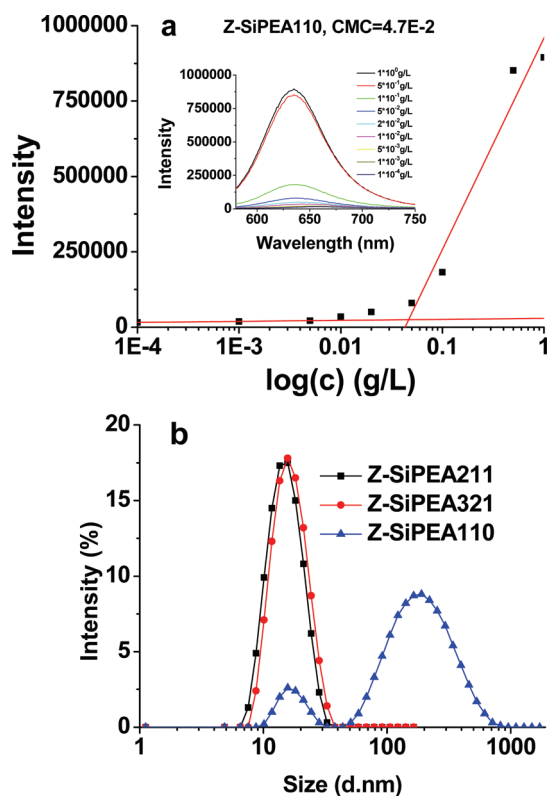 a
Z-SiPEA110, CMC=4.7E-2
1000000
750000
500000
250000
0
Intensity
1E-4
1E-3
0.01
0.1
1
log(c) (g/L)
1000000
750000
500000
250000
0
Intensity
600
650
700
750
Wavelength (nm)
1*10⁰g/L
5*10⁻¹g/L
1*10⁻¹g/L
5*10⁻²g/L
2*10⁻²g/L
1*10⁻²g/L
5*10⁻³g/L
1*10⁻³g/L
1*10⁻⁴g/L
b
20
15
10
5
0
Intensity (%)
Z-SiPEA211
Z-SiPEA321
Z-SiPEA110
1
10
100
1000
Size (d.nm)